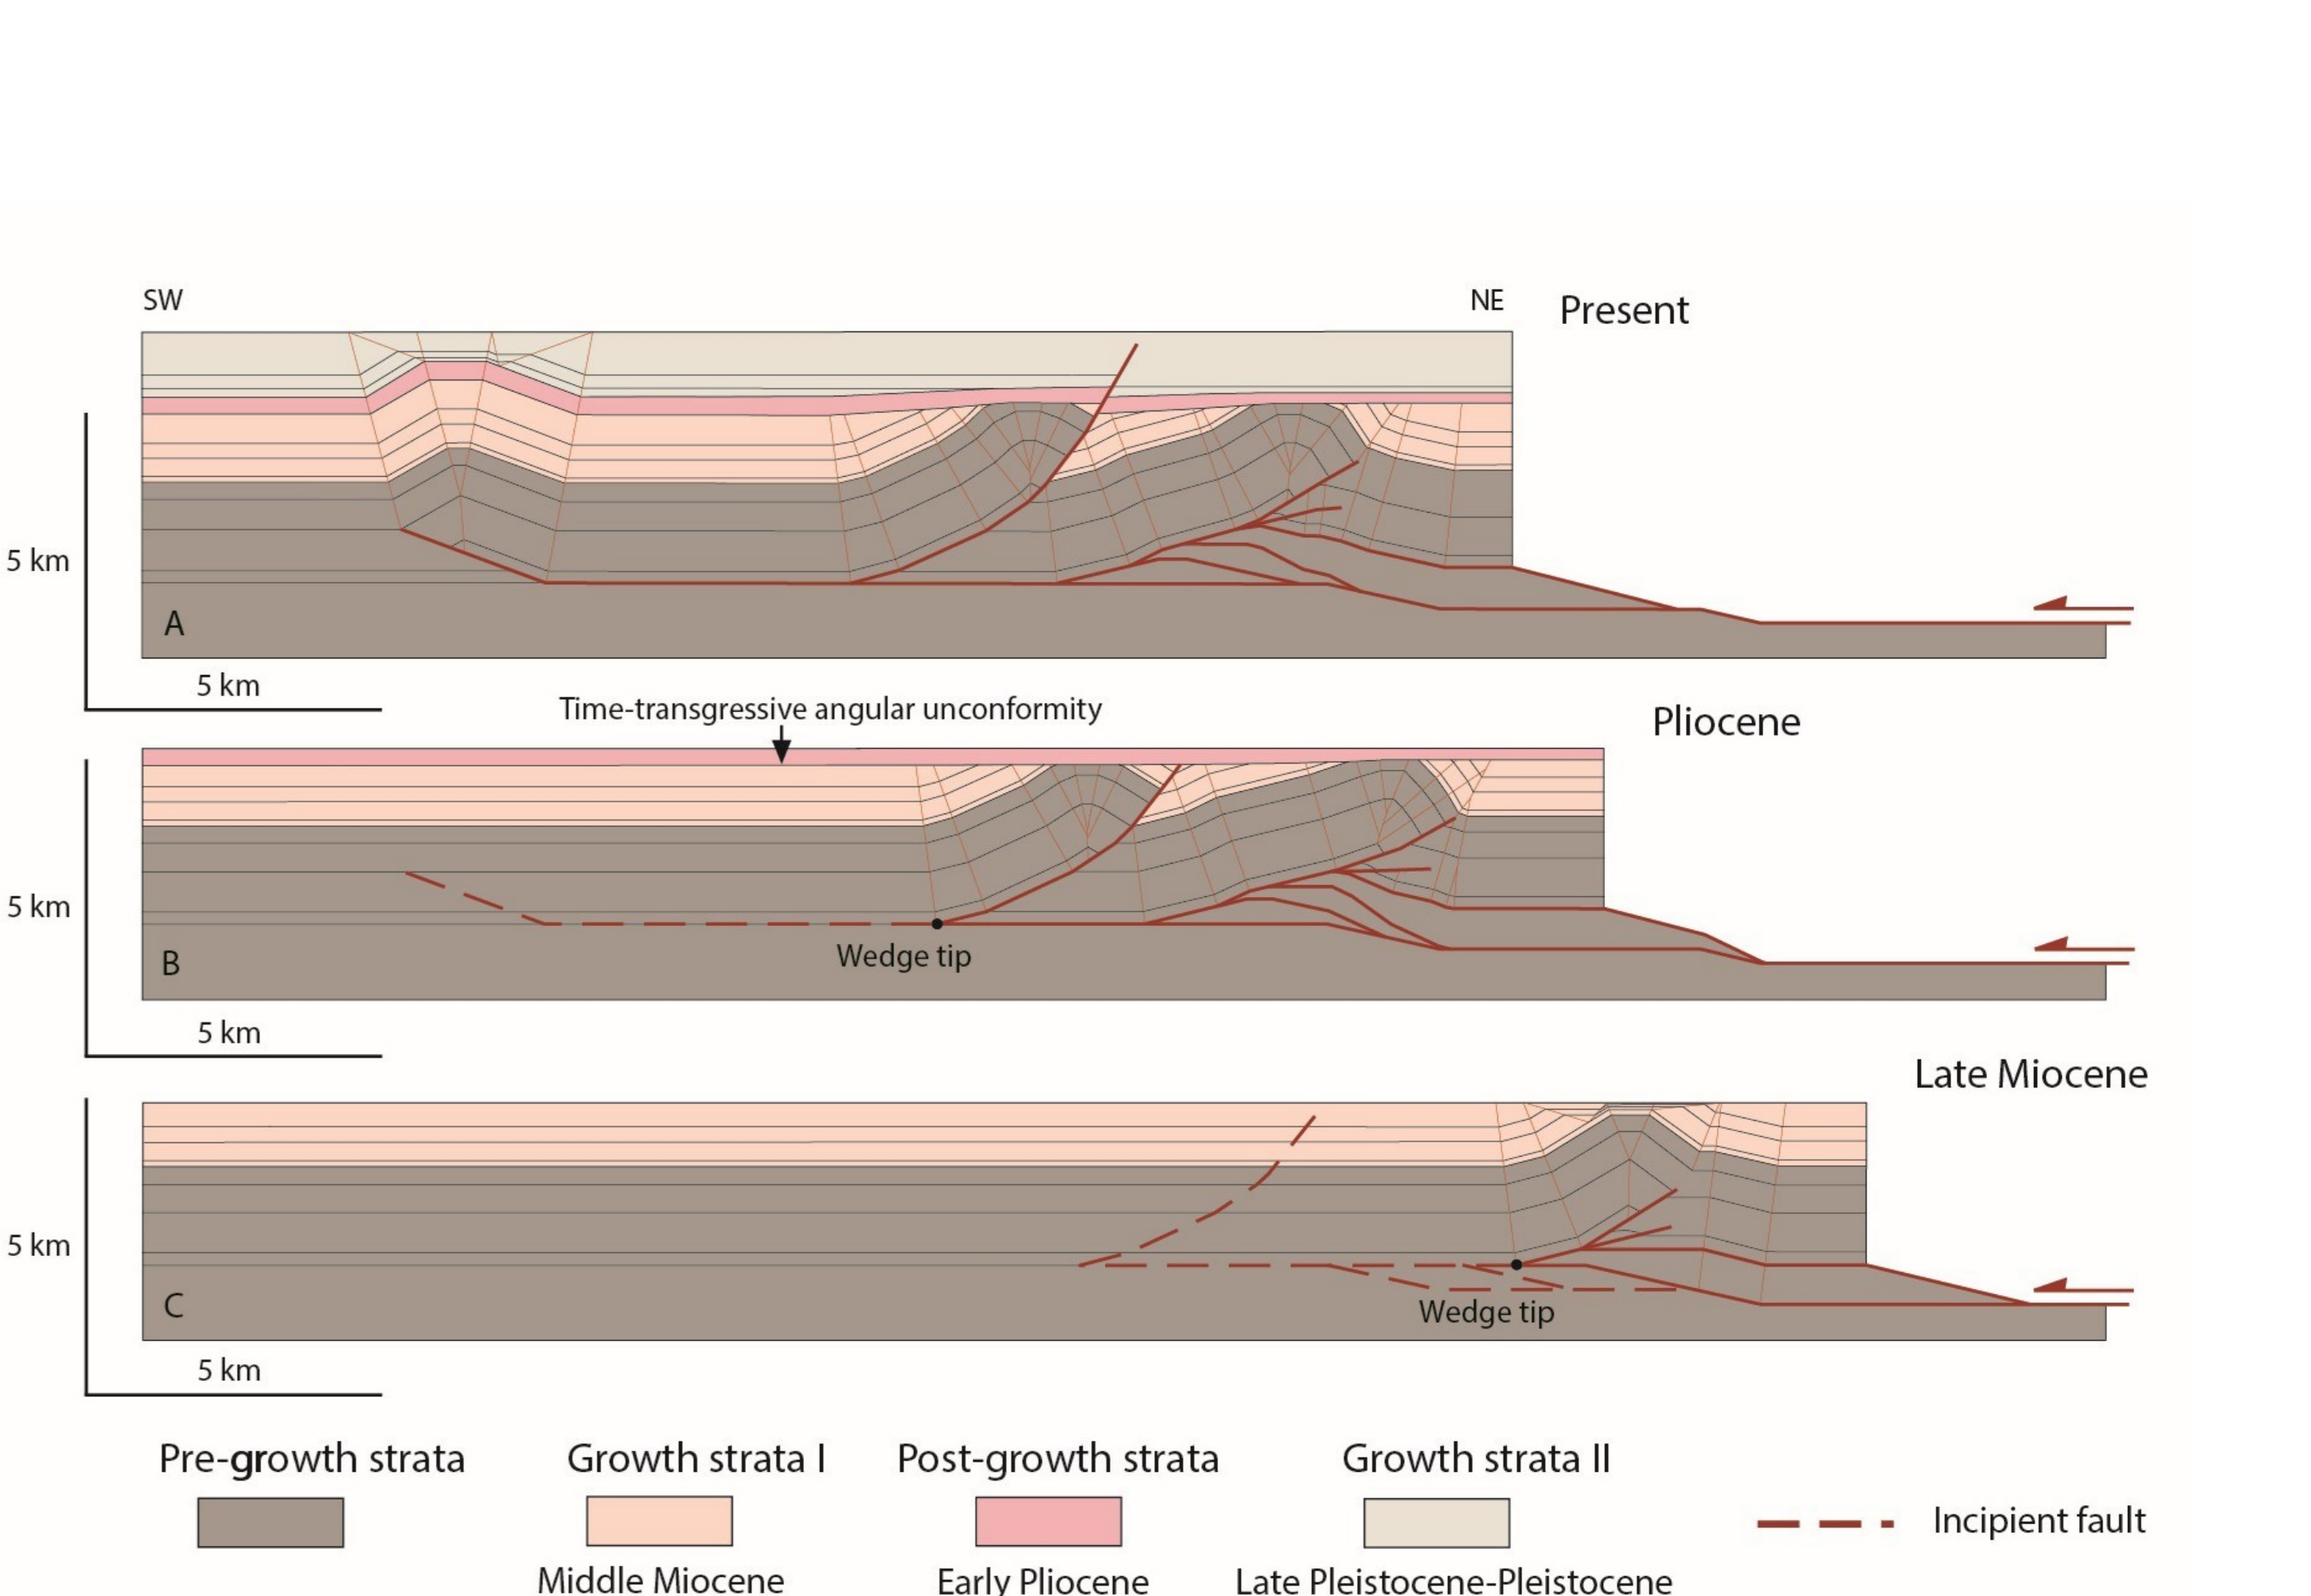 SW
NE
Present
5 km
A
5 km
Time-transgressive angular unconformity
Pliocene
5 km
Wedge tip
B
5 km
Late Miocene
5 km
C
Wedge tip
5 km
Pre-growth strata
Growth strata I
Post-growth strata
Growth strata II
Incipient fault
Middle Miocene
Early Pliocene
Late Pleistocene-Pleistocene